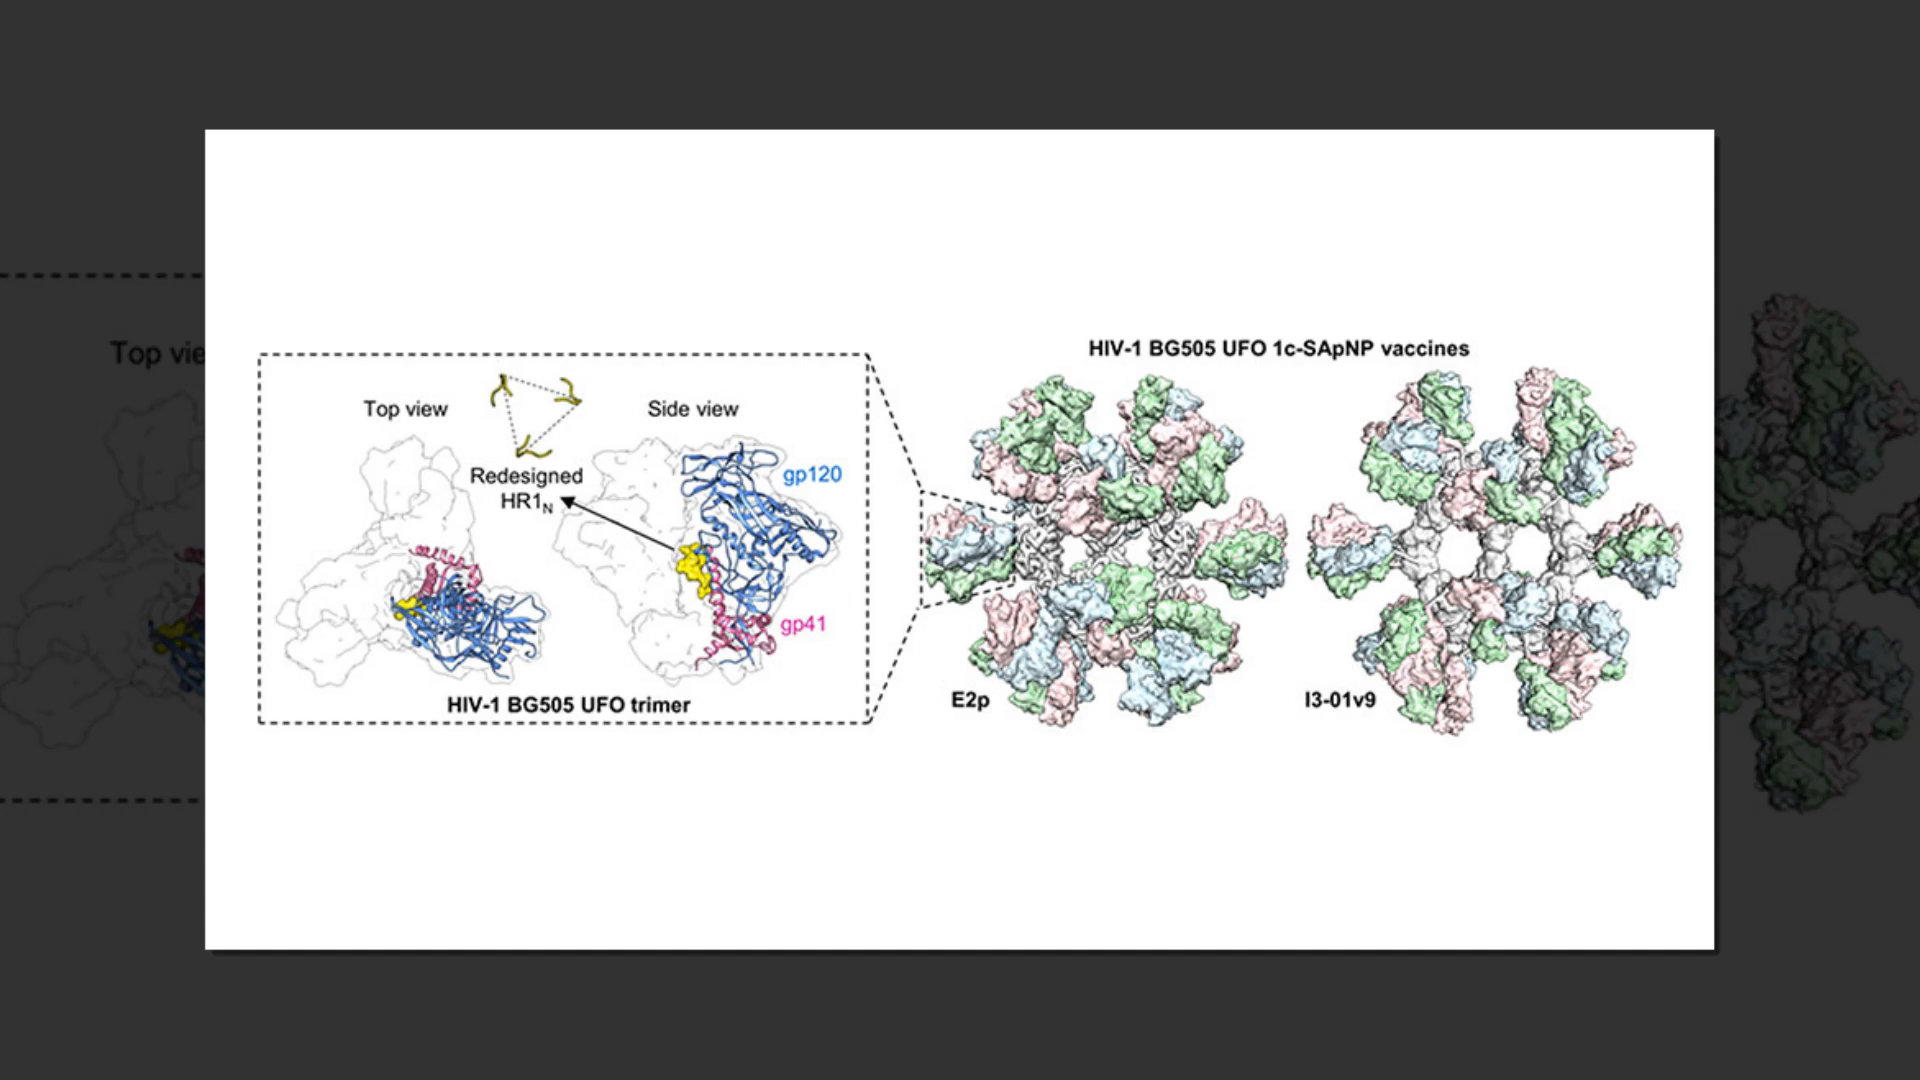 HIV-1 BG505 UFO 1c-SApNP vaccines
Top view
Side view
Redesigned
HR1N
gp120
gp41
HIV-1 BG505 UFO trimer
E2p
I3-01v9
Top vie